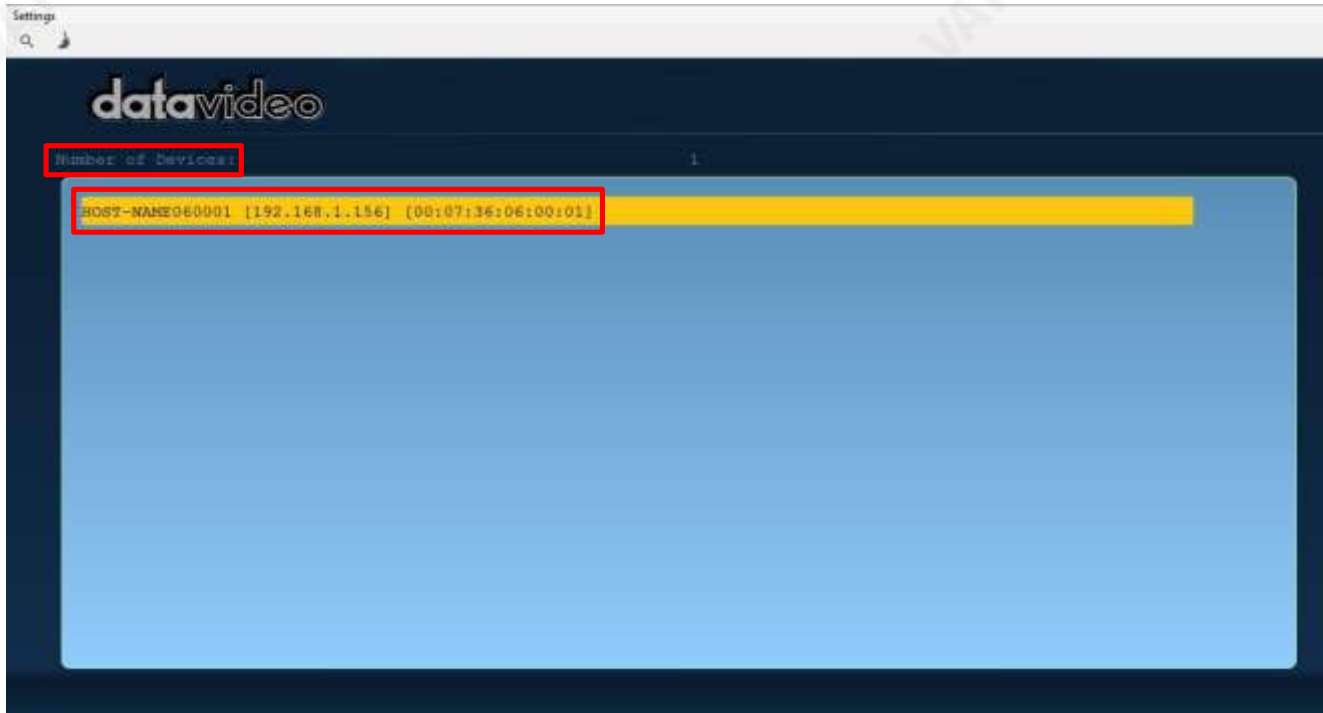 Settings
datavideo
Number of Devices: 1
HOST-NAME060001 [192.168.1.156] [00:07:36:06:00:01]